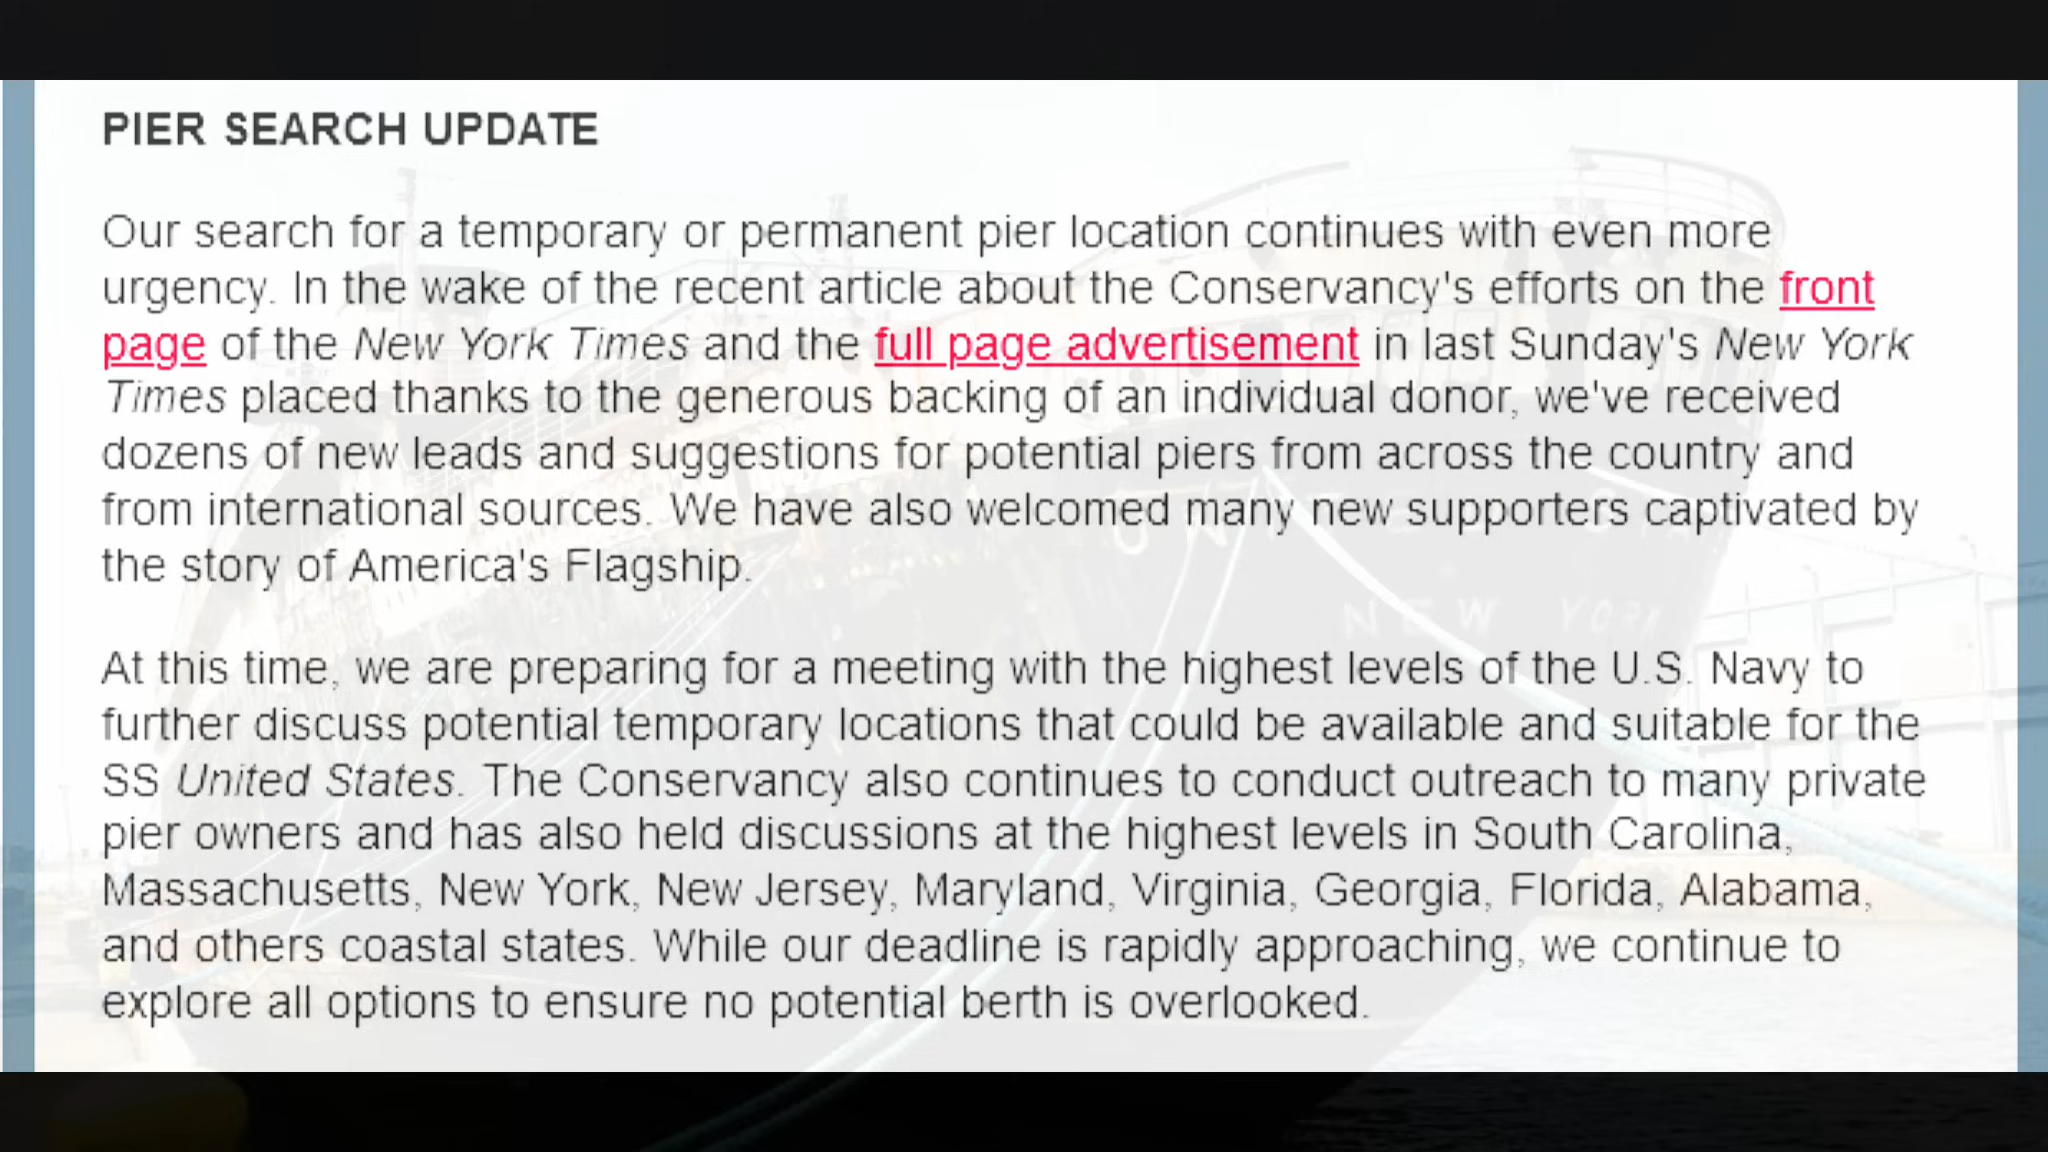 PIER SEARCH UPDATE
Our search for a temporary or permanent pier location continues with even more
urgency. In the wake of the recent article about the Conservancy's efforts on the front
page of the New York Times and the full page advertisement in last Sunday's New York
Times placed thanks to the generous backing of an individual donor, we've received
dozens of new leads and suggestions for potential piers from across the country and
from international sources. We have also welcomed many new supporters captivated by
the story of America's Flagship.
At this time, we are preparing for a meeting with the highest levels of the U.S. Navy to
further discuss potential temporary locations that could be available and suitable for the
SS United States. The Conservancy also continues to conduct outreach to many private
pier owners and has also held discussions at the highest levels in South Carolina,
Massachusetts, New York, New Jersey, Maryland, Virginia, Georgia, Florida, Alabama,
and others coastal states. While our deadline is rapidly approaching, we continue to
explore all options to ensure no potential berth is overlooked.
NEW YORK